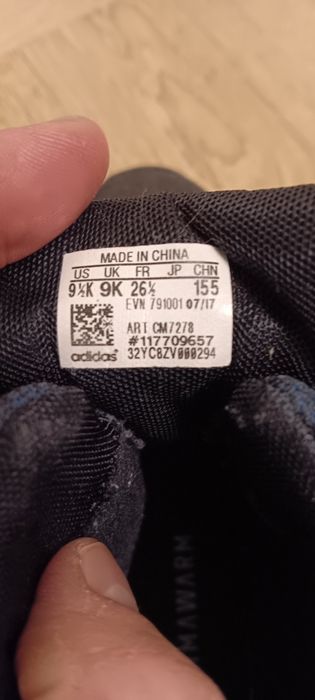 MADE IN CHINA
US UK FR JP CHN
9½K 9K 26½ 155
EVN 791001 07/17
ART CM7278
#117709657
adidas 32YC8ZV000294
MAWARM